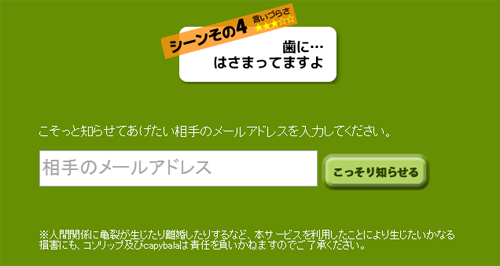 シーンその4
言いづらさ
★★★☆☆
歯に…
はさまってますよ
こそっと知らせてあげたい相手のメールアドレスを入力してください。
相手のメールアドレス
こっそり知らせる
※人間関係に亀裂が生じたり離婚したりするなど、本サービスを利用したことにより生じたいかなる
損害にも、コソリップ及びcapybalaは責任を負いかねますのでご了承ください。